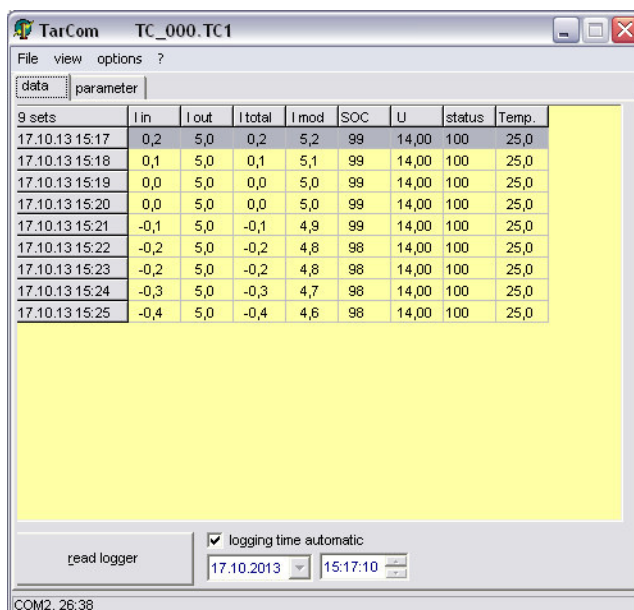 TarCom TC_000.TC1
File view options ?
data parameter
9 sets I in I out I total I mod SOC U status Temp.
17.10.13 15:17 0,2 5,0 0,2 5,2 99 14,00 100 25,0
17.10.13 15:18 0,1 5,0 0,1 5,1 99 14,00 100 25,0
17.10.13 15:19 0,0 5,0 0,0 5,0 99 14,00 100 25,0
17.10.13 15:20 0,0 5,0 0,0 5,0 99 14,00 100 25,0
17.10.13 15:21 -0,1 5,0 -0,1 4,9 99 14,00 100 25,0
17.10.13 15:22 -0,2 5,0 -0,2 4,8 98 14,00 100 25,0
17.10.13 15:23 -0,2 5,0 -0,2 4,8 98 14,00 100 25,0
17.10.13 15:24 -0,3 5,0 -0,3 4,7 98 14,00 100 25,0
17.10.13 15:25 -0,4 5,0 -0,4 4,6 98 14,00 100 25,0
read logger
logging time automatic
17.10.2013 15:17:10
COM2, 26:38